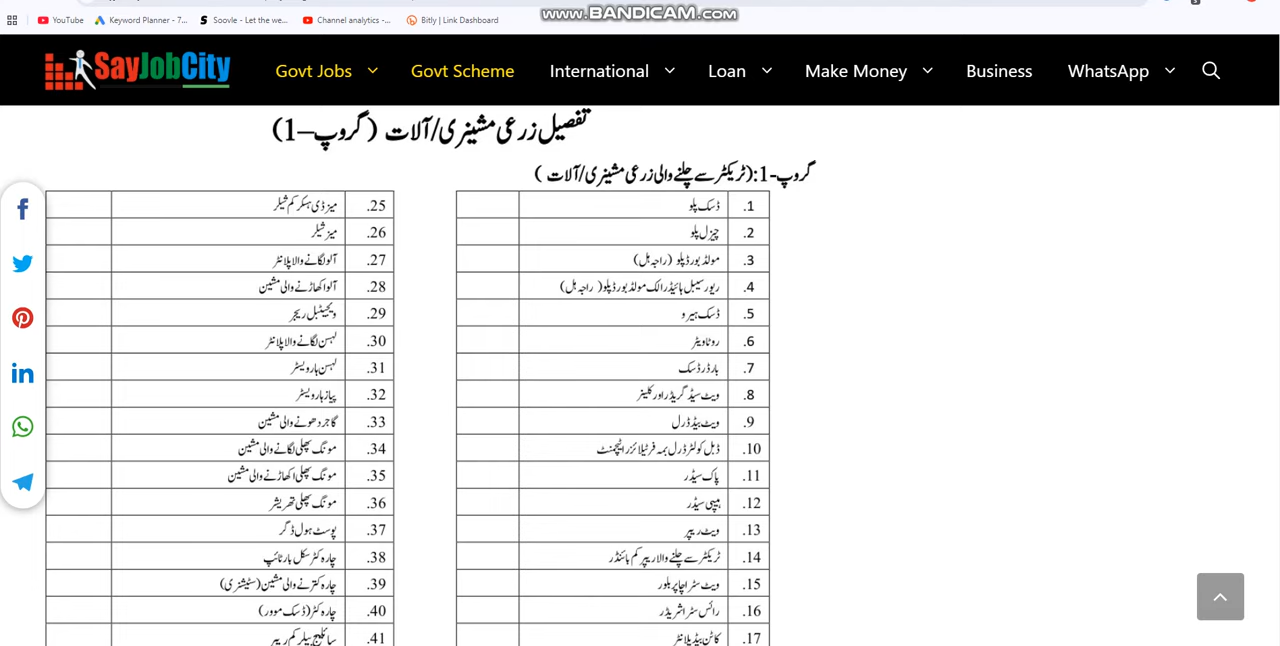 www.BANDICAM.com
YouTube
Keyword Planner - 7...
Soovle - Let the we...
Channel analytics -...
Bitly | Link Dashboard
SayJobCity
Govt Jobs
Govt Scheme
International
Loan
Make Money
Business
WhatsApp
تفصیل زرعی مشینری/آلات (گروپ–1)
گروپ-1:(ٹریکٹر سے چلنے والی زرعی مشینری/آلات)
1. ڈسک پلو
2. چیزل پلو
3. مولڈ بورڈ پلو (راجہ ہل)
4. ریورسیبل ہائیڈرالک مولڈ بورڈ پلو (راجہ ہل)
5. ڈسک ہیرو
6. روٹاویٹر
7. بارڈر ڈسک
8. ویٹ سیڈ گریڈر اور کلینر
9. ویٹ بیڈ ڈرل
10. ڈبل کولٹر ڈرل بمہ فرٹیلائزر اٹیچمنٹ
11. پاک سیڈر
12. ہیپی سیڈر
13. ویٹ ریپر
14. ٹریکٹر سے چلنے والا ریپر کم بائنڈر
15. ویٹ سٹرا چاپر بلور
16. رائس سٹرا شریڈر
17. کاٹن بیڈ پلانٹر
25. میز ڈی ہسکر کم شیلر
26. میز شیلر
27. آلو لگانے والا پلانٹر
28. آلو اکھاڑنے والی مشین
29. ویجیٹیبل ریجر
30. لہسن لگانے والا پلانٹر
31. لہسن ہارویسٹر
32. پیاز ہارویسٹر
33. گاجر دھونے والی مشین
34. مونگ پھلی لگانے والی مشین
35. مونگ پھلی اکھاڑنے والی مشین
36. مونگ پھلی تھریشر
37. پوسٹ ہول ڈگر
38. چارہ کٹر سکل بار ٹائپ
39. چارہ کترنے والی مشین (سٹیشنری)
40. چارہ کٹر (ڈسک موور)
41. سائلیج بیلر کم ریپر